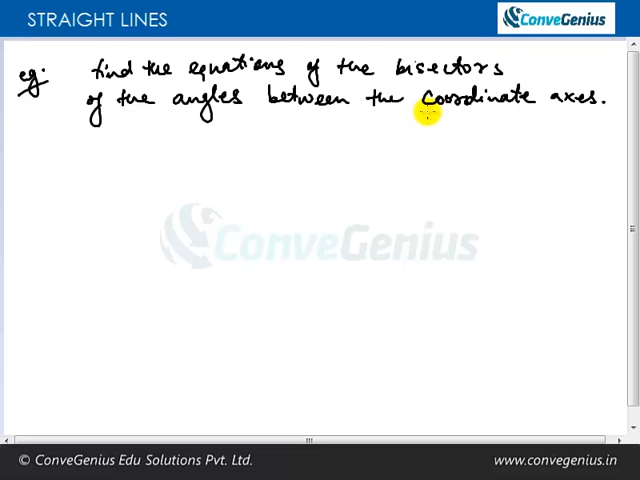 STRAIGHT LINES
ConveGenius
eg: find the equations of the bisectors
of the angles between the coordinate axes.
ConveGenius
© ConveGenius Edu Solutions Pvt. Ltd. www.convegenius.in